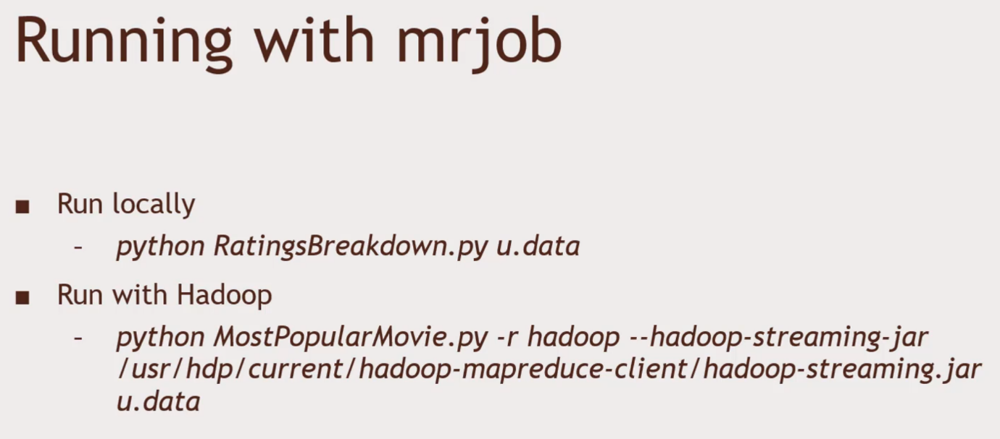 Running with mrjob
■ Run locally
– python RatingsBreakdown.py u.data
■ Run with Hadoop
– python MostPopularMovie.py -r hadoop --hadoop-streaming-jar
/usr/hdp/current/hadoop-mapreduce-client/hadoop-streaming.jar
u.data